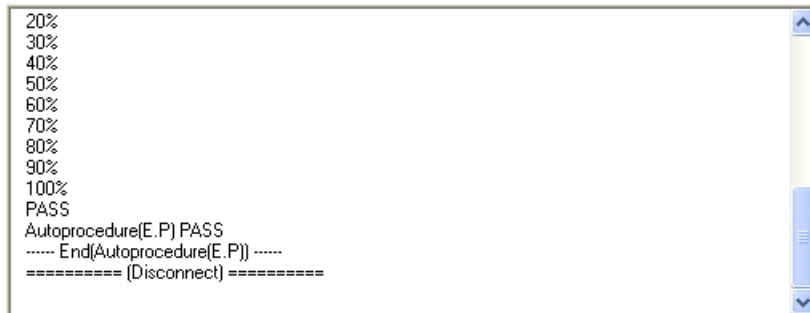 20%
30%
40%
50%
60%
70%
80%
90%
100%
PASS
Autoprocedure(E.P) PASS
------ End(Autoprocedure(E.P)) ------
========== (Disconnect) ==========